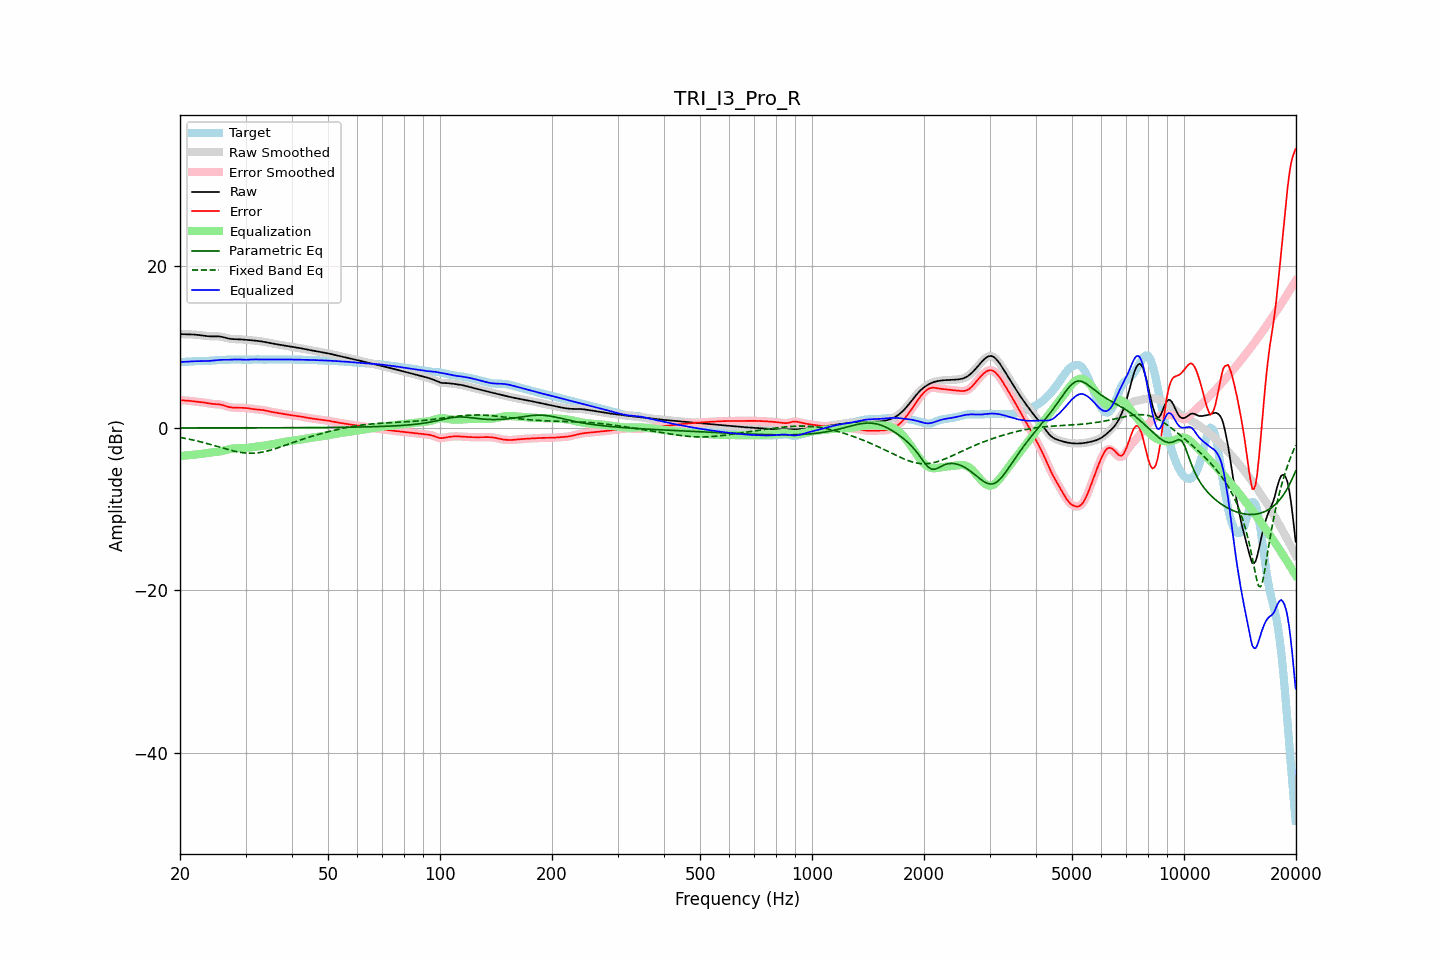 TRI_I3_Pro_R
Target
Raw Smoothed
Error Smoothed
Raw
Error
Equalization
Parametric Eq
Fixed Band Eq
Equalized
20
0
−20
−40
Amplitude (dBr)
20 50 100 200 500 1000 2000 5000 10000 20000
Frequency (Hz)